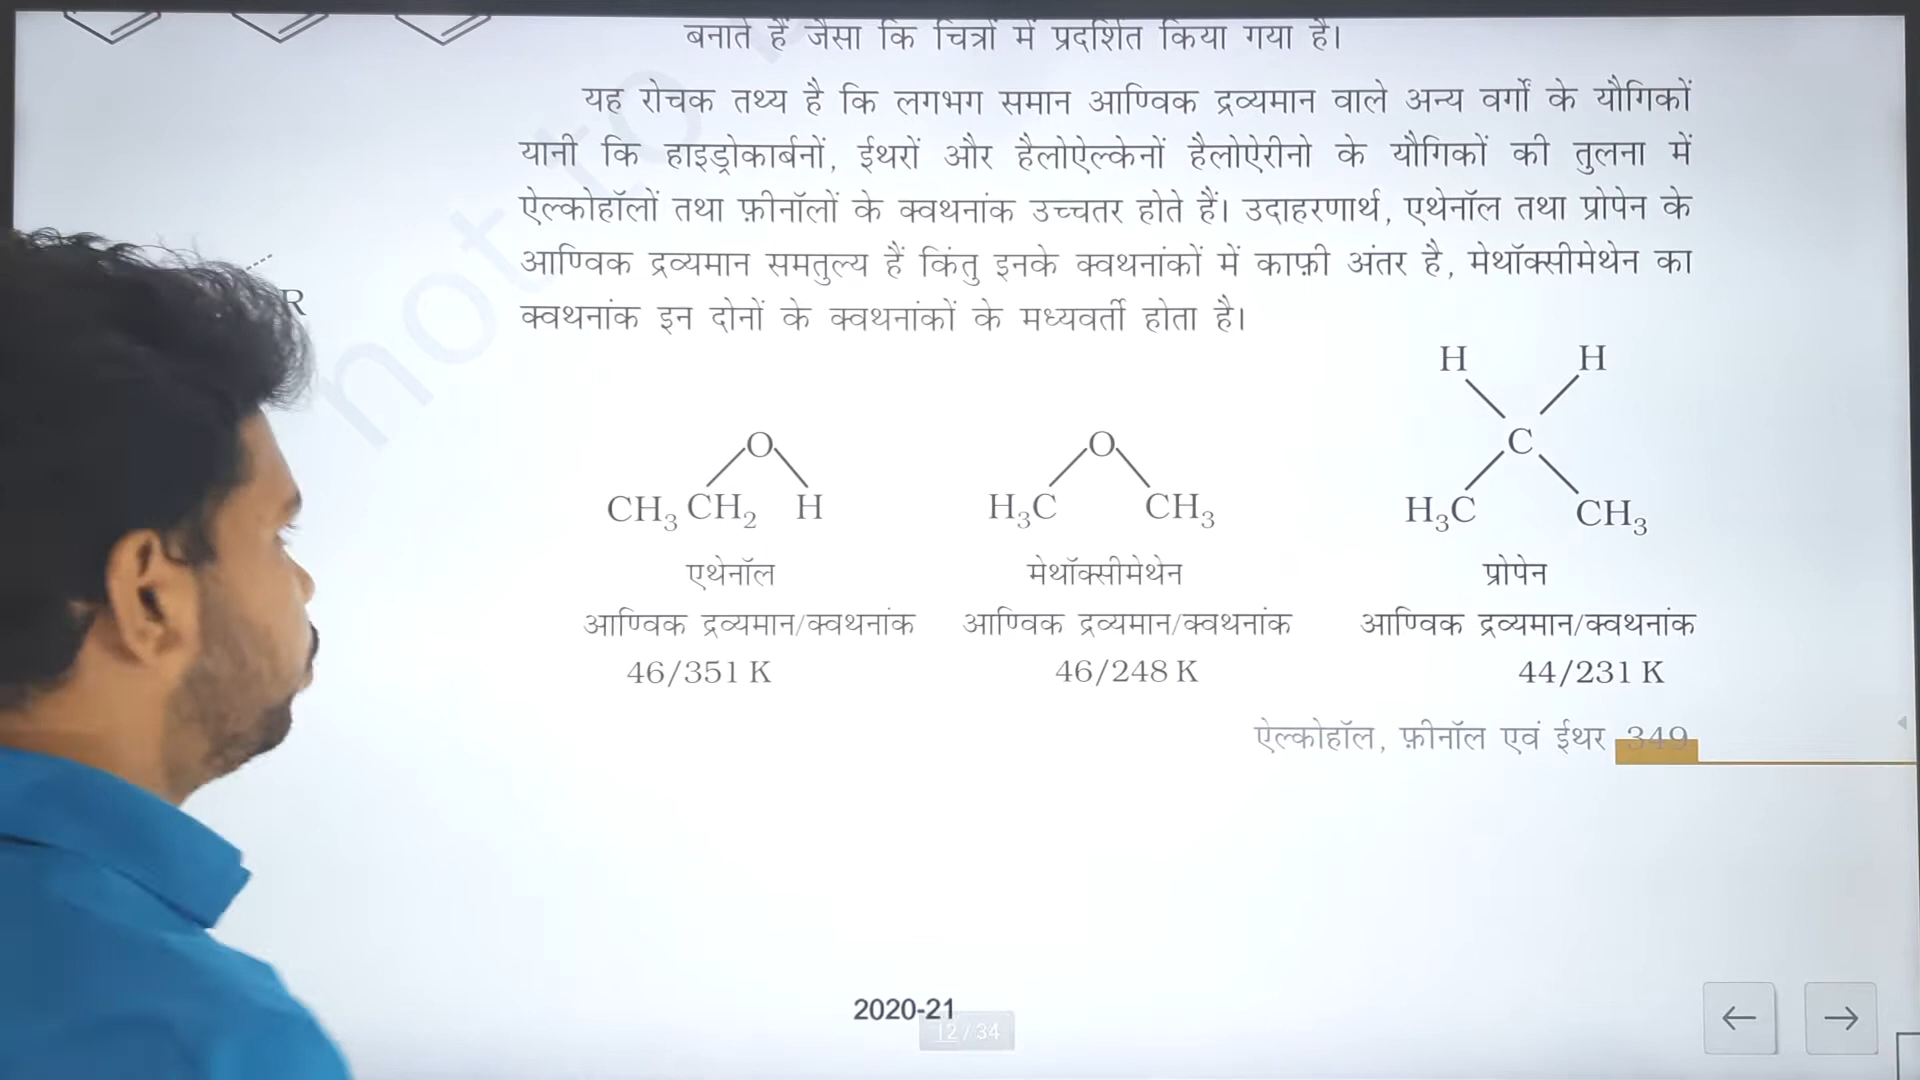 बनाते हैं जैसा कि चित्रों में प्रदर्शित किया गया है।
यह रोचक तथ्य है कि लगभग समान आण्विक द्रव्यमान वाले अन्य वर्गों के यौगिकों
यानी कि हाइड्रोकार्बनों, ईथरों और हैलोऐल्केनों हैलोऐरीनो के यौगिकों की तुलना में
ऐल्कोहॉलों तथा फ़ीनॉलों के क्वथनांक उच्चतर होते हैं। उदाहरणार्थ, एथेनॉल तथा प्रोपेन के
आण्विक द्रव्यमान समतुल्य हैं किंतु इनके क्वथनांकों में काफ़ी अंतर है, मेथॉक्सीमेथेन का
क्वथनांक इन दोनों के क्वथनांकों के मध्यवर्ती होता है।
R
not to
H H
O O C
CH₃ CH₂ H H₃C CH₃ H₃C CH₃
एथेनॉल मेथॉक्सीमेथेन प्रोपेन
आण्विक द्रव्यमान/क्वथनांक आण्विक द्रव्यमान/क्वथनांक आण्विक द्रव्यमान/क्वथनांक
46/351 K 46/248 K 44/231 K
ऐल्कोहॉल, फ़ीनॉल एवं ईथर 349
2020-21
12 / 34